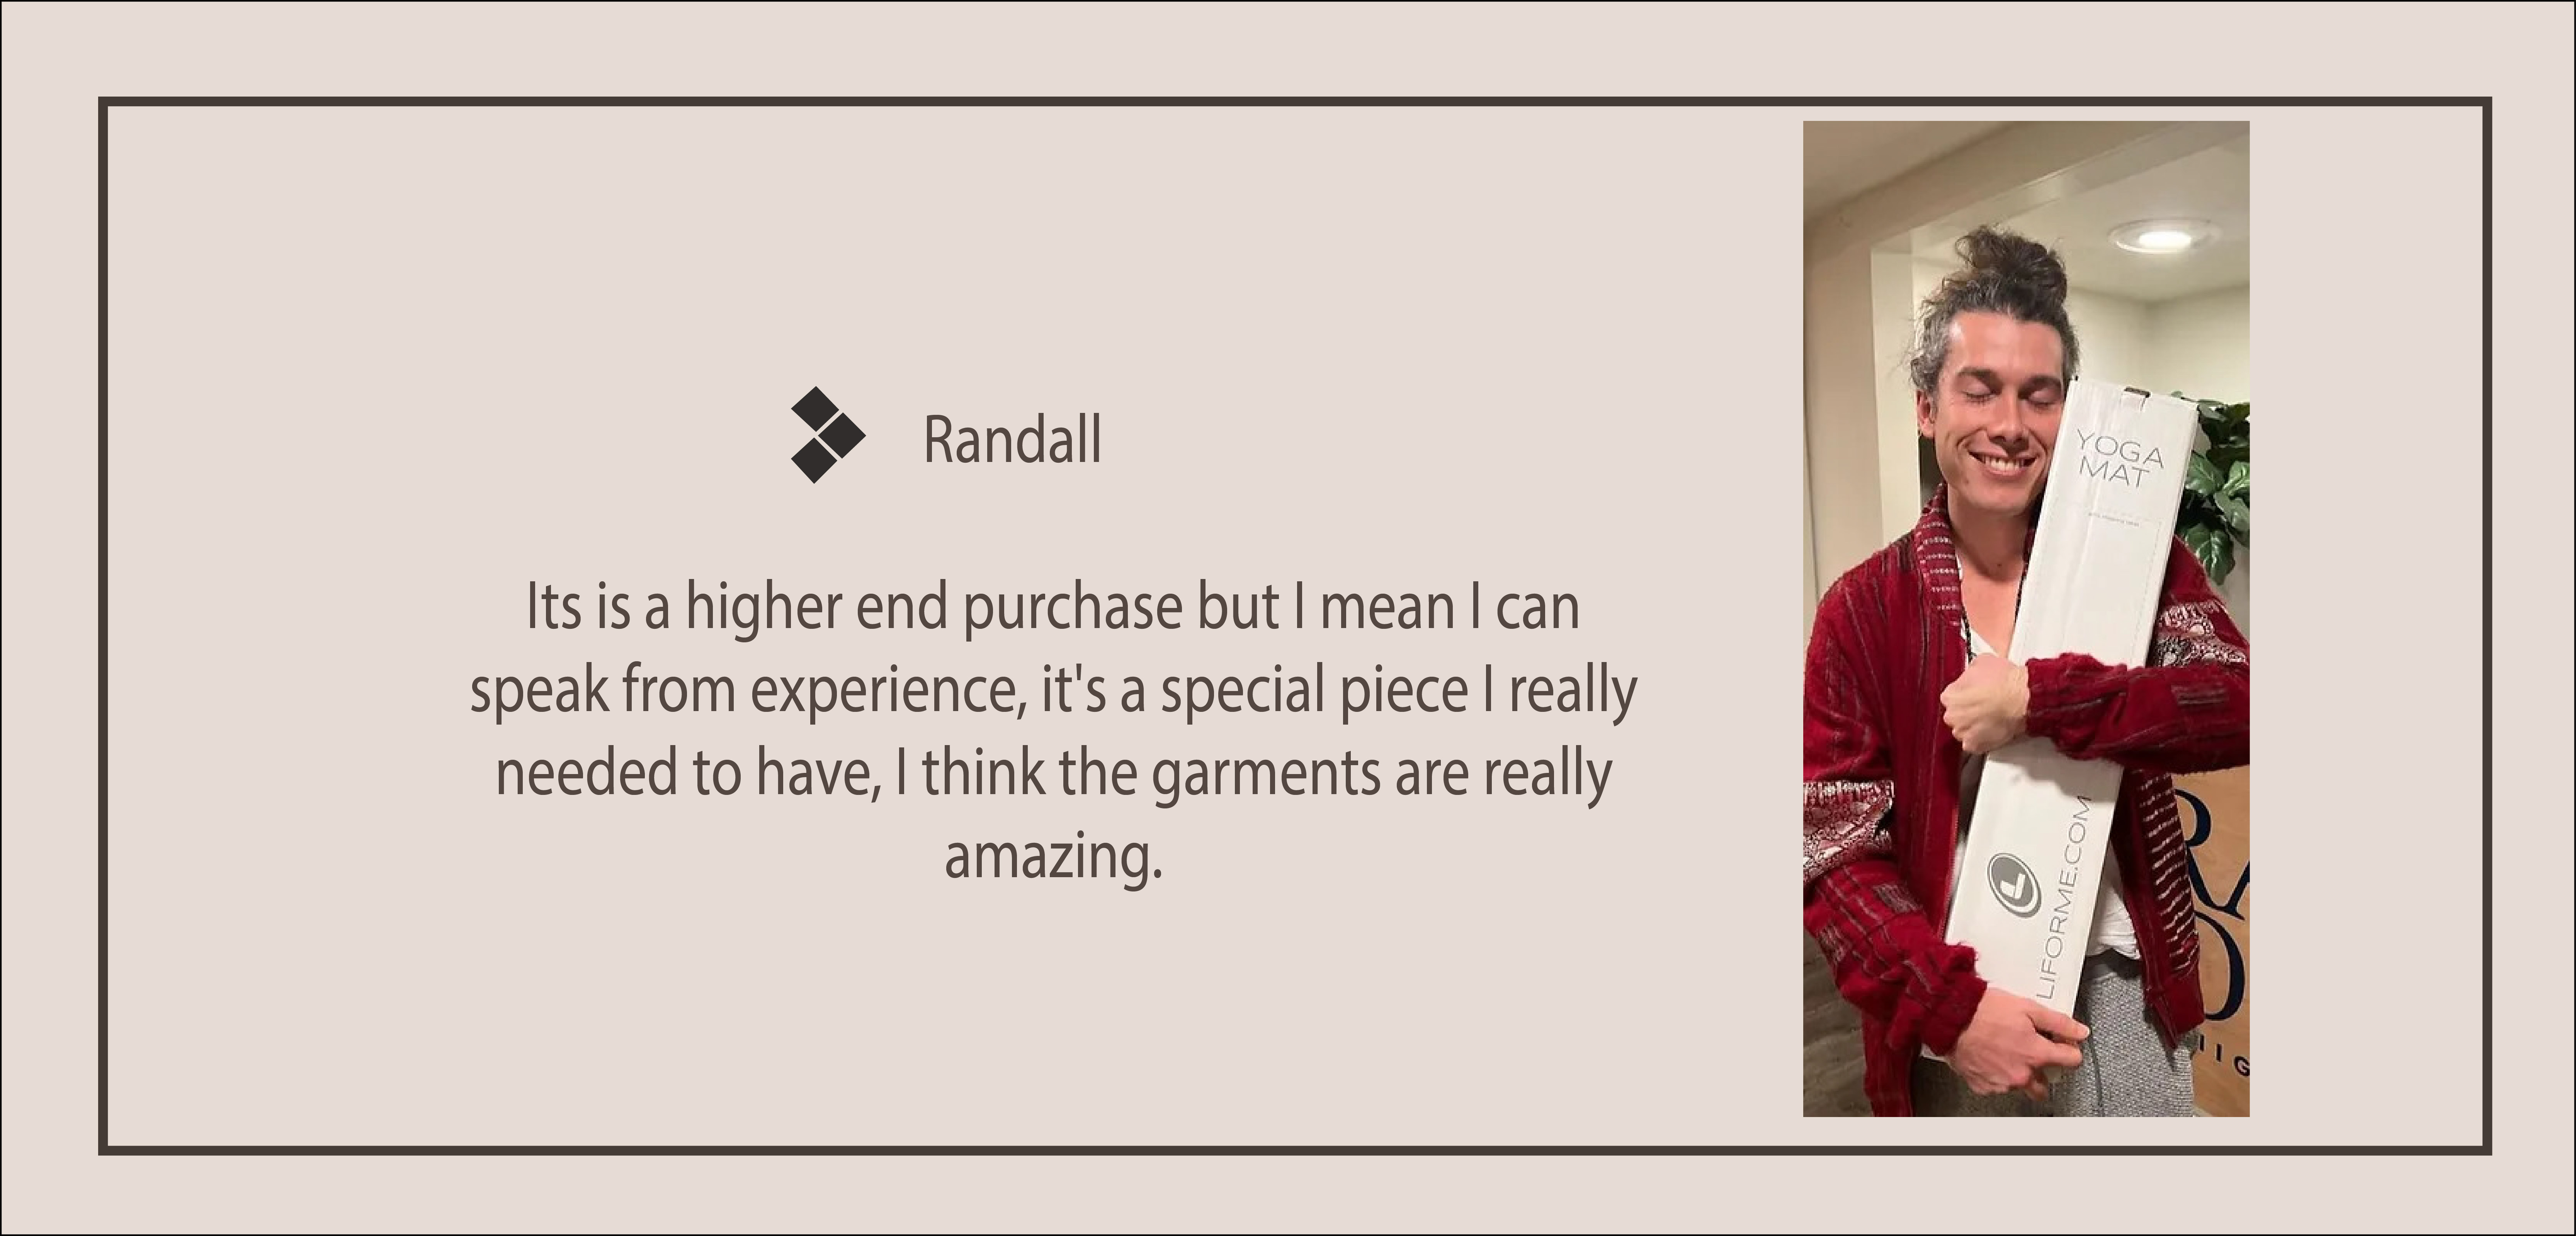 Randall
Its is a higher end purchase but I mean I can
speak from experience, it's a special piece I really
needed to have, I think the garments are really
amazing.
YOGA
MAT
LIFORME.COM